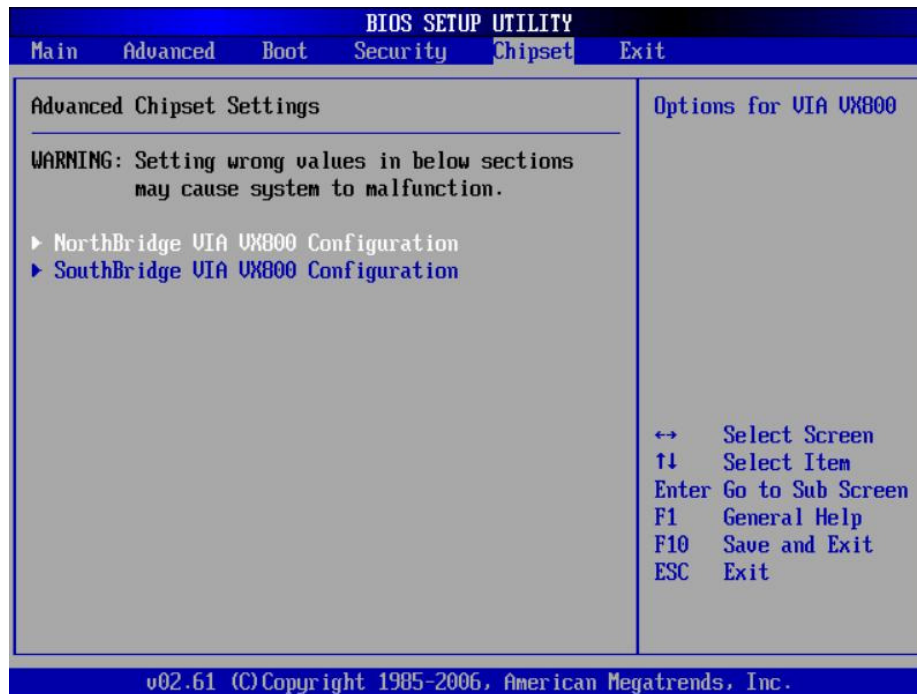 BIOS SETUP UTILITY
Main Advanced Boot Security Chipset Exit
Advanced Chipset Settings
WARNING: Setting wrong values in below sections
may cause system to malfunction.
▶ NorthBridge VIA VX800 Configuration
▶ SouthBridge VIA VX800 Configuration
Options for VIA VX800
↔ Select Screen
↑↓ Select Item
Enter Go to Sub Screen
F1 General Help
F10 Save and Exit
ESC Exit
v02.61 (C)Copyright 1985-2006, American Megatrends, Inc.